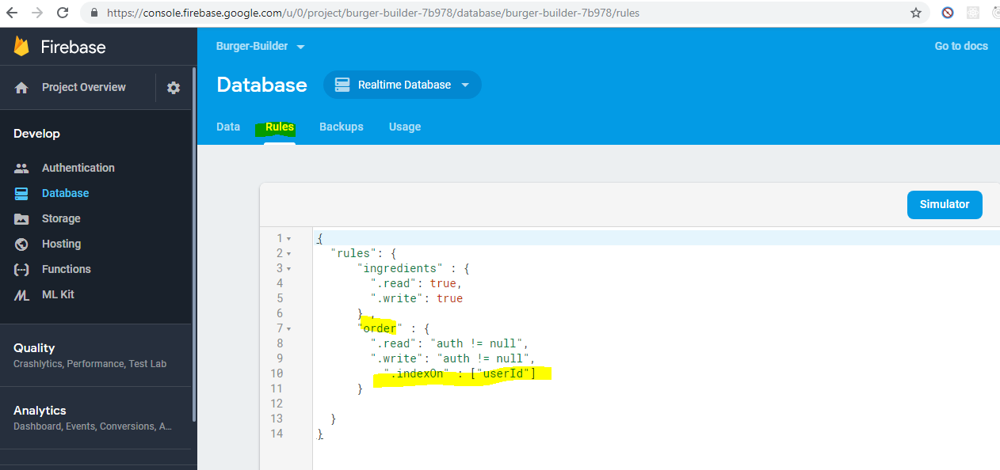 https://console.firebase.google.com/u/0/project/burger-builder-7b978/database/burger-builder-7b978/rules
Firebase
Burger-Builder
Go to docs
Project Overview
Database
Realtime Database
Data Rules Backups Usage
Develop
Authentication
Database
Storage
Hosting
Functions
ML Kit
Quality
Crashlytics, Performance, Test Lab
Analytics
Dashboard, Events, Conversions, A...
Simulator
1 {
2 "rules": {
3 "ingredients" : {
4 ".read": true,
5 ".write": true
6 } ,
7 "order" : {
8 ".read": "auth != null",
9 ".write": "auth != null",
10 ".indexOn" : ["userId"]
11 }
12
13 }
14 }